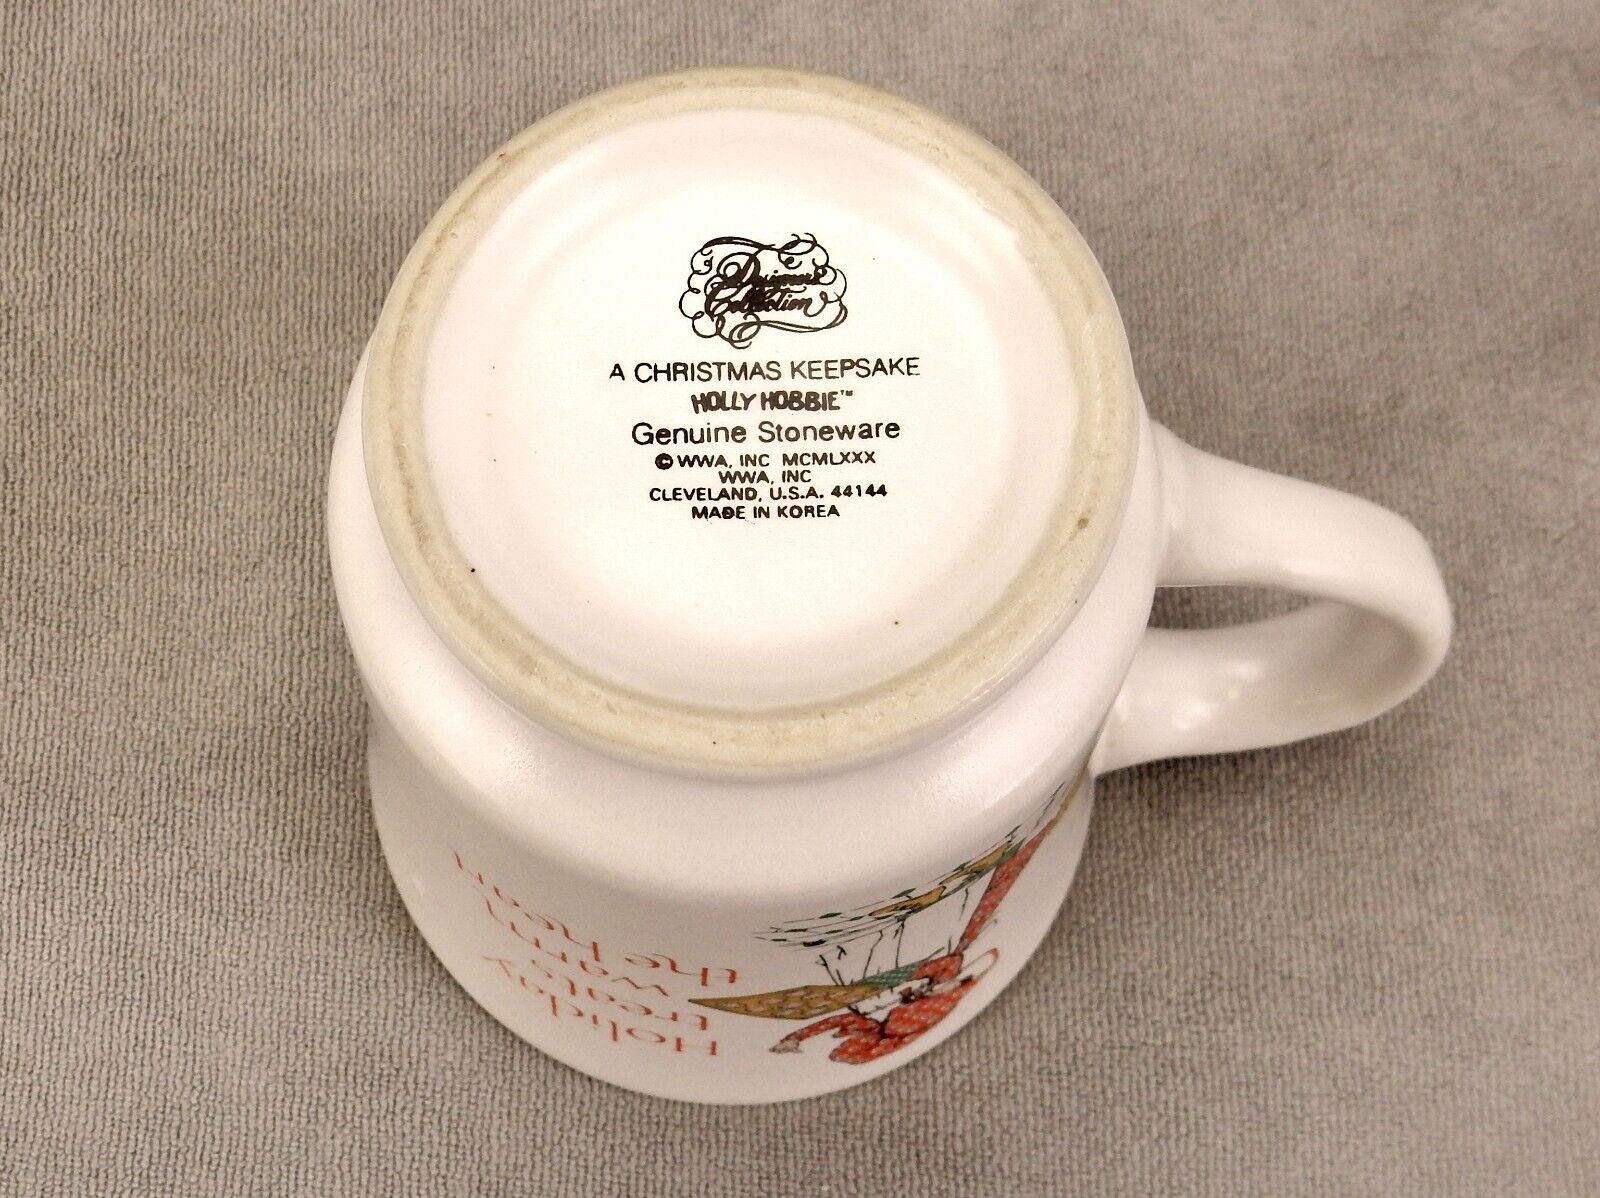 Designers
Collection
A CHRISTMAS KEEPSAKE
HOLLY HOBBIE™
Genuine Stoneware
© WWA, INC MCMLXXX
WWA, INC
CLEVELAND, U.S.A. 44144
MADE IN KOREA
Holiday
treats
warm
the heart